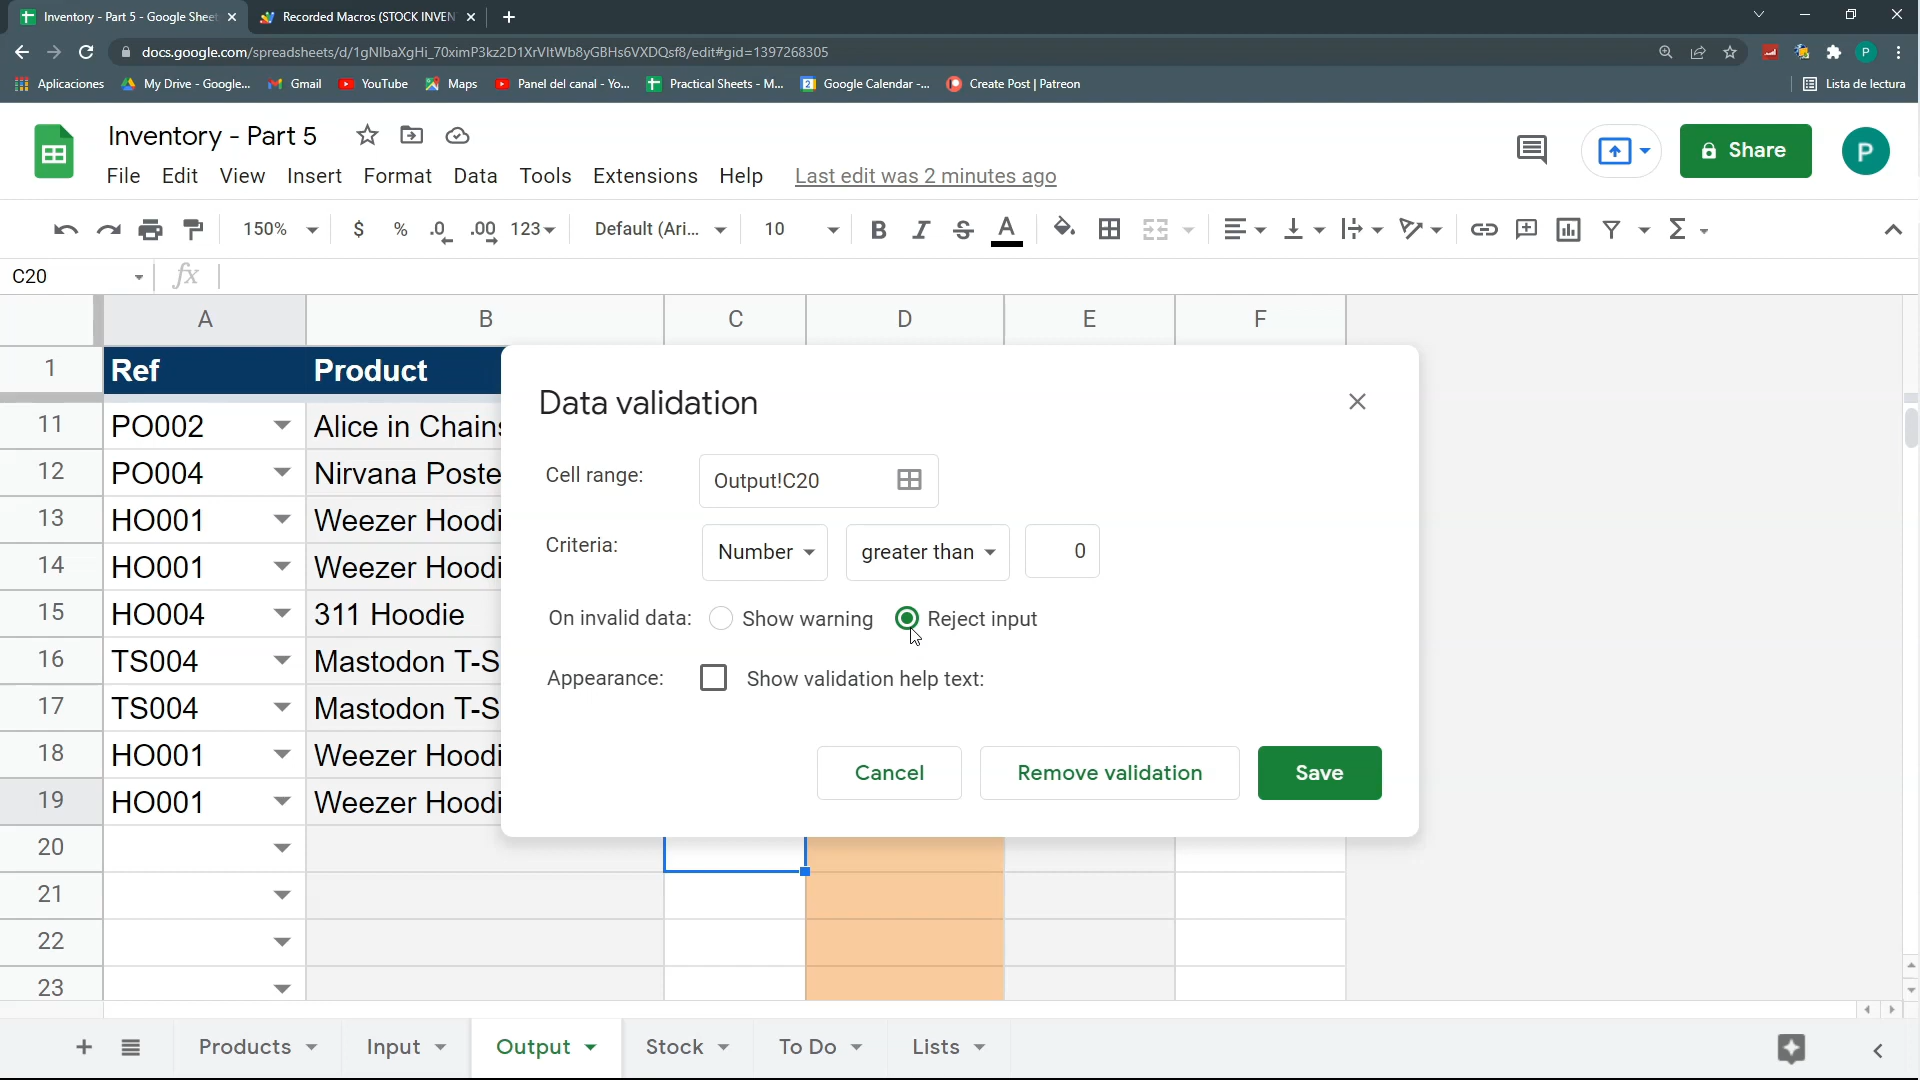 Inventory - Part 5 - Google Sheet
Recorded Macros (STOCK INVEN
docs.google.com/spreadsheets/d/1gNlbaXgHi_70ximP3kz2D1XrVltWb8yGBHs6VXDQsf8/edit#gid=1397268305
P
Aplicaciones
My Drive - Google...
Gmail
YouTube
Maps
Panel del canal - Yo...
Practical Sheets - M...
Google Calendar -...
Create Post | Patreon
Lista de lectura
Inventory - Part 5
Share
P
File Edit View Insert Format Data Tools Extensions Help Last edit was 2 minutes ago
150% $ % .0 .00 123 Default (Ari... 10 B I S A
C20 fx
A B C D E F
1 Ref Product
11 PO002 Alice in Chains
12 PO004 Nirvana Poste
13 HO001 Weezer Hoodi
14 HO001 Weezer Hoodi
15 HO004 311 Hoodie
16 TS004 Mastodon T-S
17 TS004 Mastodon T-S
18 HO001 Weezer Hoodi
19 HO001 Weezer Hoodi
20
21
22
23
Data validation
Cell range: Output!C20
Criteria: Number greater than 0
On invalid data: Show warning Reject input
Appearance: Show validation help text:
Cancel Remove validation Save
Products Input Output Stock To Do Lists